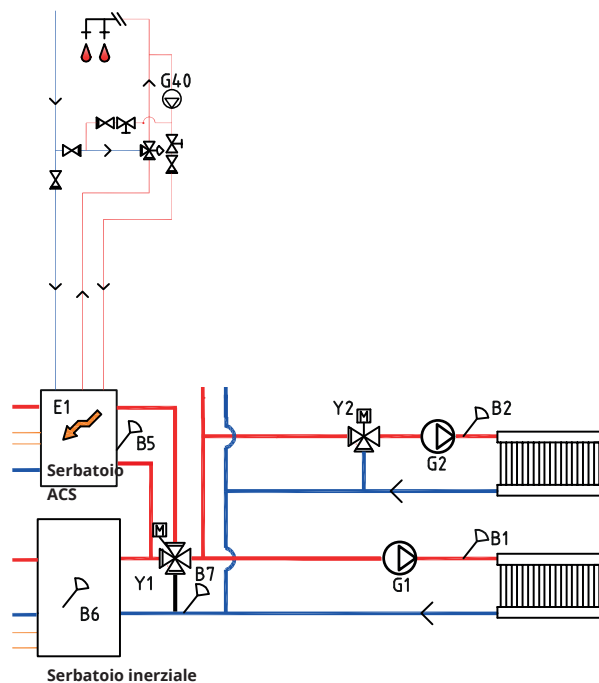 G40
E1
B5
Serbatoio
ACS
Y2
M
B2
G2
M
Y1
B7
B1
G1
B6
Serbatoio inerziale